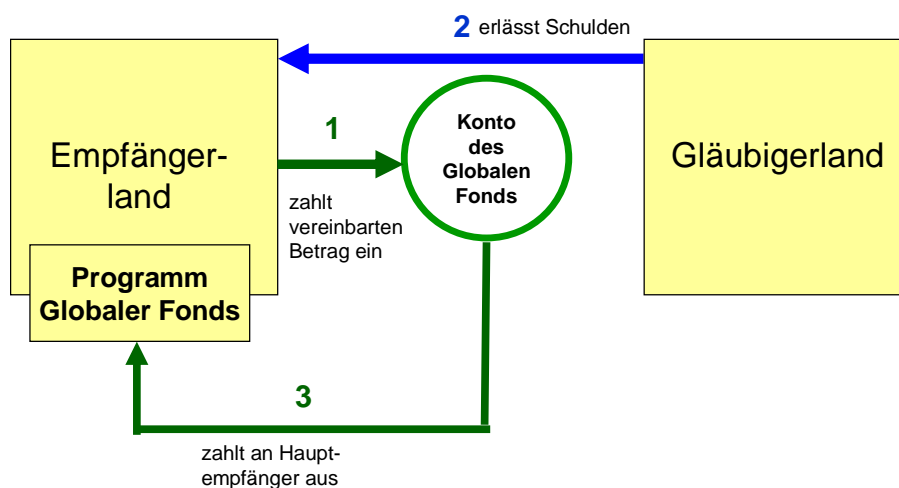 2 erlässt Schulden
Empfänger-
land
1
zahlt
vereinbarten
Betrag ein
Konto
des
Globalen
Fonds
Gläubigerland
Programm
Globaler Fonds
3
zahlt an Haupt-
empfänger aus